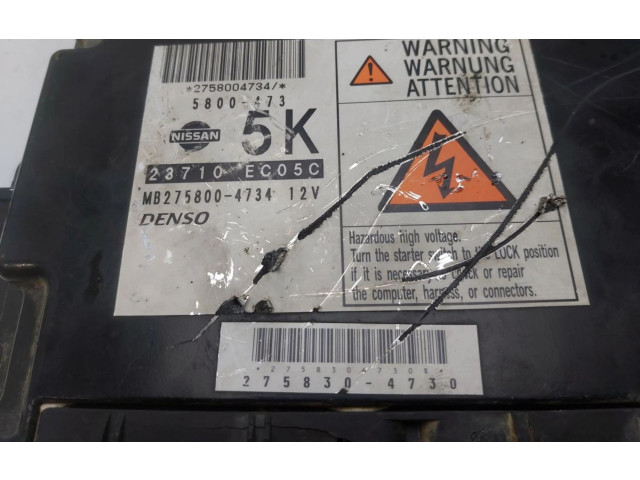 *2758004734/*
5800-473
NISSAN 5K
23710 EC05C
MB275800-4734 12V
DENSO
WARNING
WARNUNG
ATTENTION
Hazardous high voltage.
Turn the starter switch to the LOCK position
if it is necessary to check or repair
the computer, harness, or connectors.
*2758304730*
275830-4730